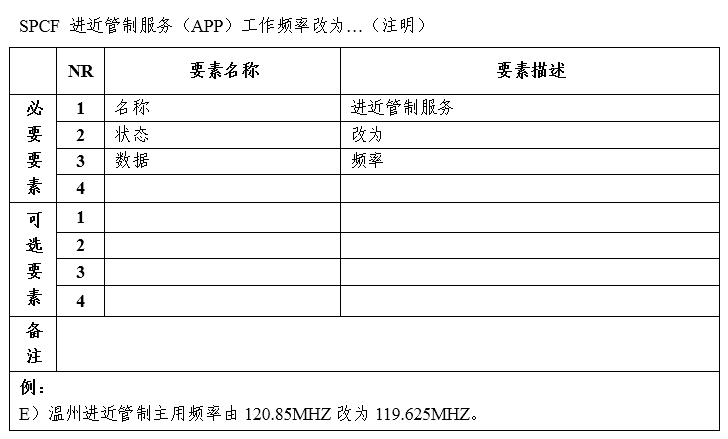 SPCF 进近管制服务（APP）工作频率改为…（注明）
NR 要素名称 要素描述
必要要素
1 名称 进近管制服务
2 状态 改为
3 数据 频率
4
可选要素
1
2
3
4
备注
例：
E）温州进近管制主用频率由 120.85MHZ 改为 119.625MHZ。